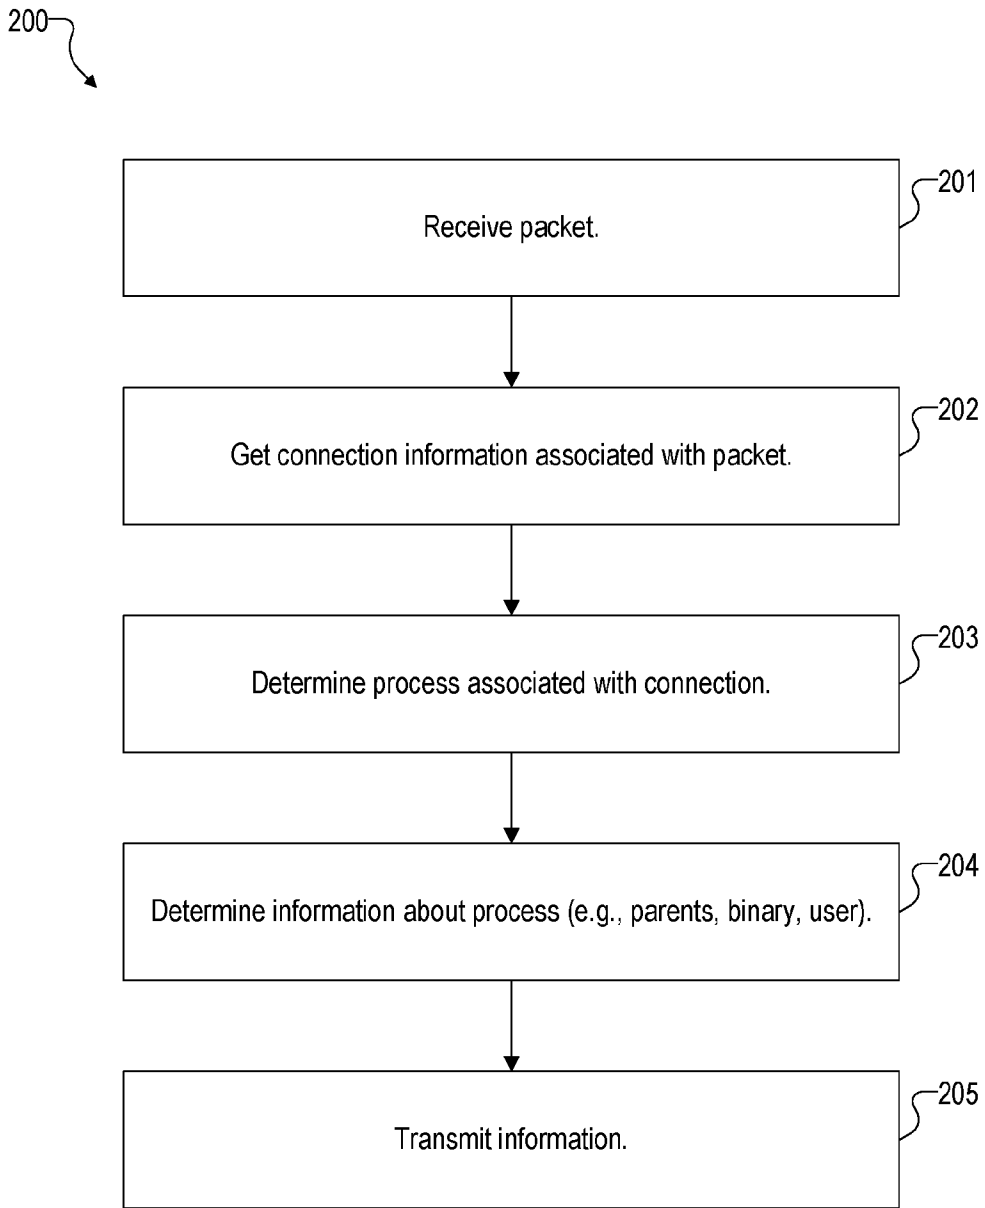 200
Receive packet.
201
Get connection information associated with packet.
202
Determine process associated with connection.
203
Determine information about process (e.g., parents, binary, user).
204
Transmit information.
205